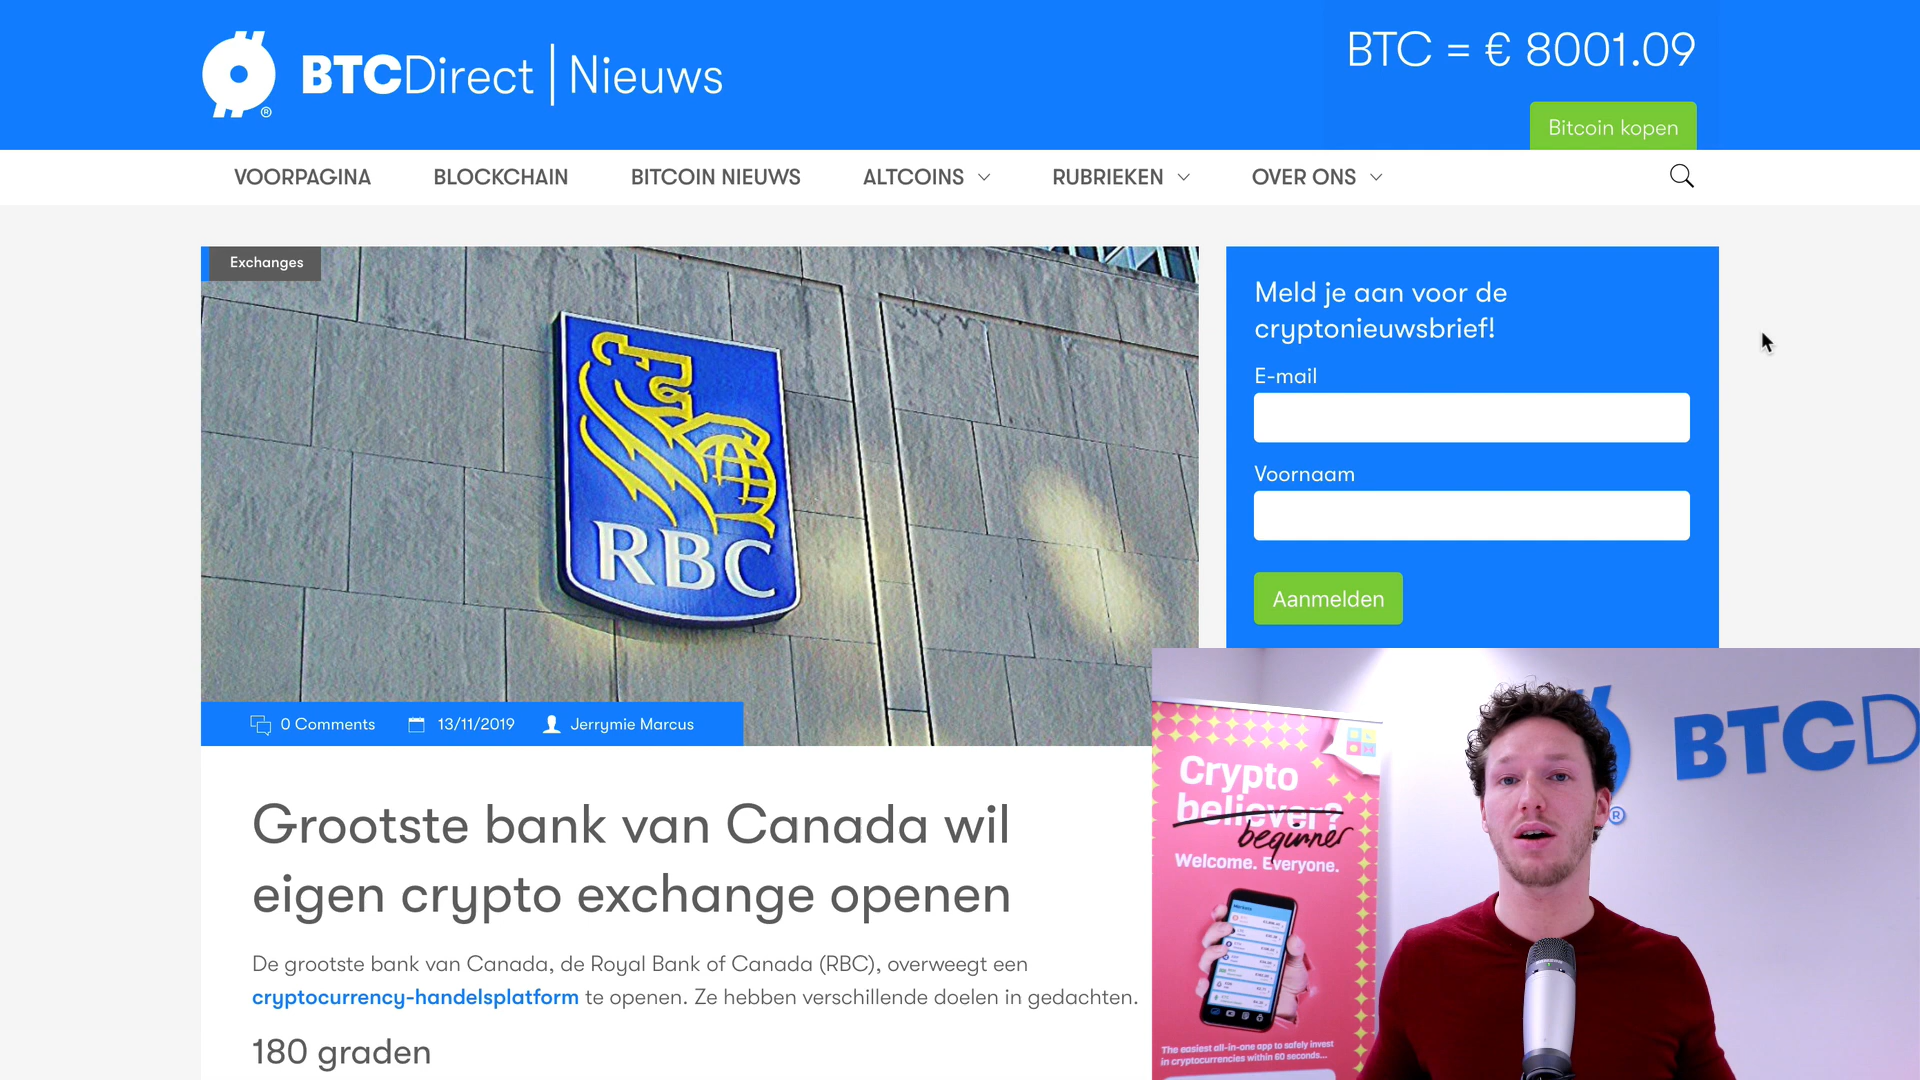 BTCDirect | Nieuws
®
BTC = € 8001.09
Bitcoin kopen
VOORPAGINA
BLOCKCHAIN
BITCOIN NIEUWS
ALTCOINS
RUBRIEKEN
OVER ONS
Exchanges
RBC
0 Comments
13/11/2019
Jerrymie Marcus
Grootste bank van Canada wil
eigen crypto exchange openen
De grootste bank van Canada, de Royal Bank of Canada (RBC), overweegt een
cryptocurrency-handelsplatform te openen. Ze hebben verschillende doelen in gedachten.
180 graden
Meld je aan voor de
cryptonieuwsbrief!
E-mail
Voornaam
Aanmelden
Crypto
believer?
beginner
Welcome. Everyone.
The easiest all-in-one app to safely invest
in cryptocurrencies within 60 seconds...
BTCD
®